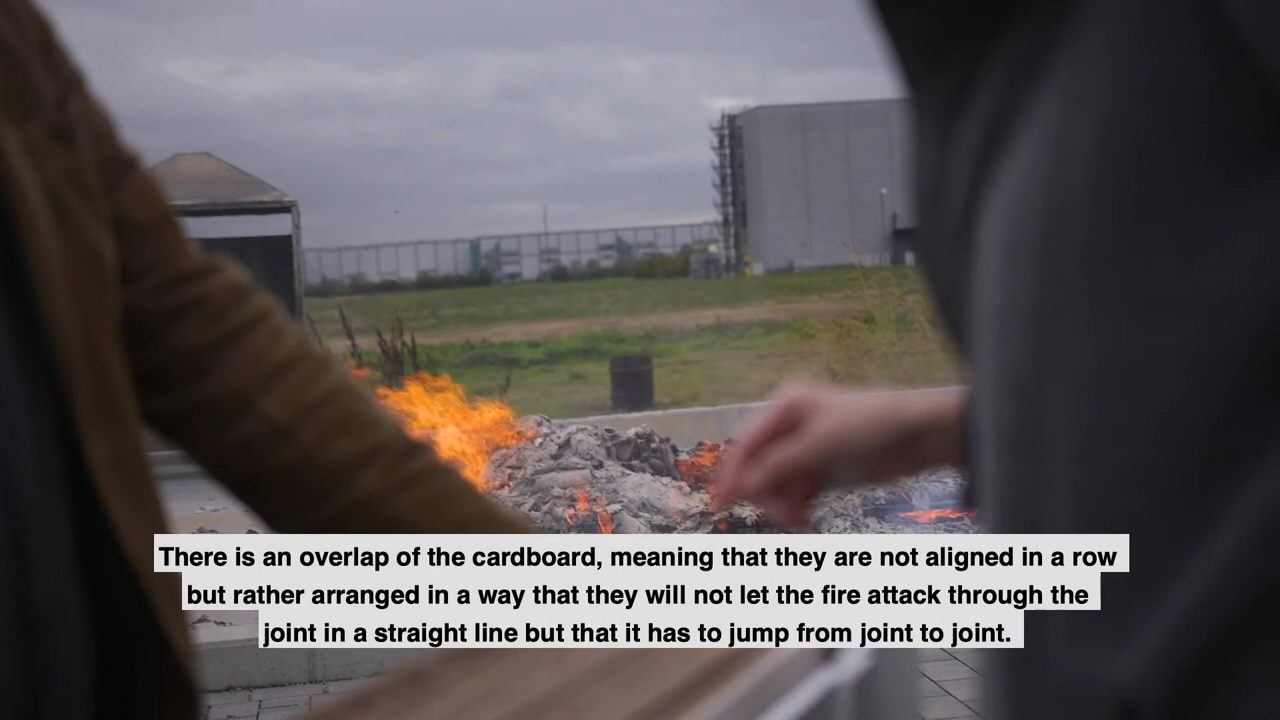 There is an overlap of the cardboard, meaning that they are not aligned in a row
but rather arranged in a way that they will not let the fire attack through the
joint in a straight line but that it has to jump from joint to joint.